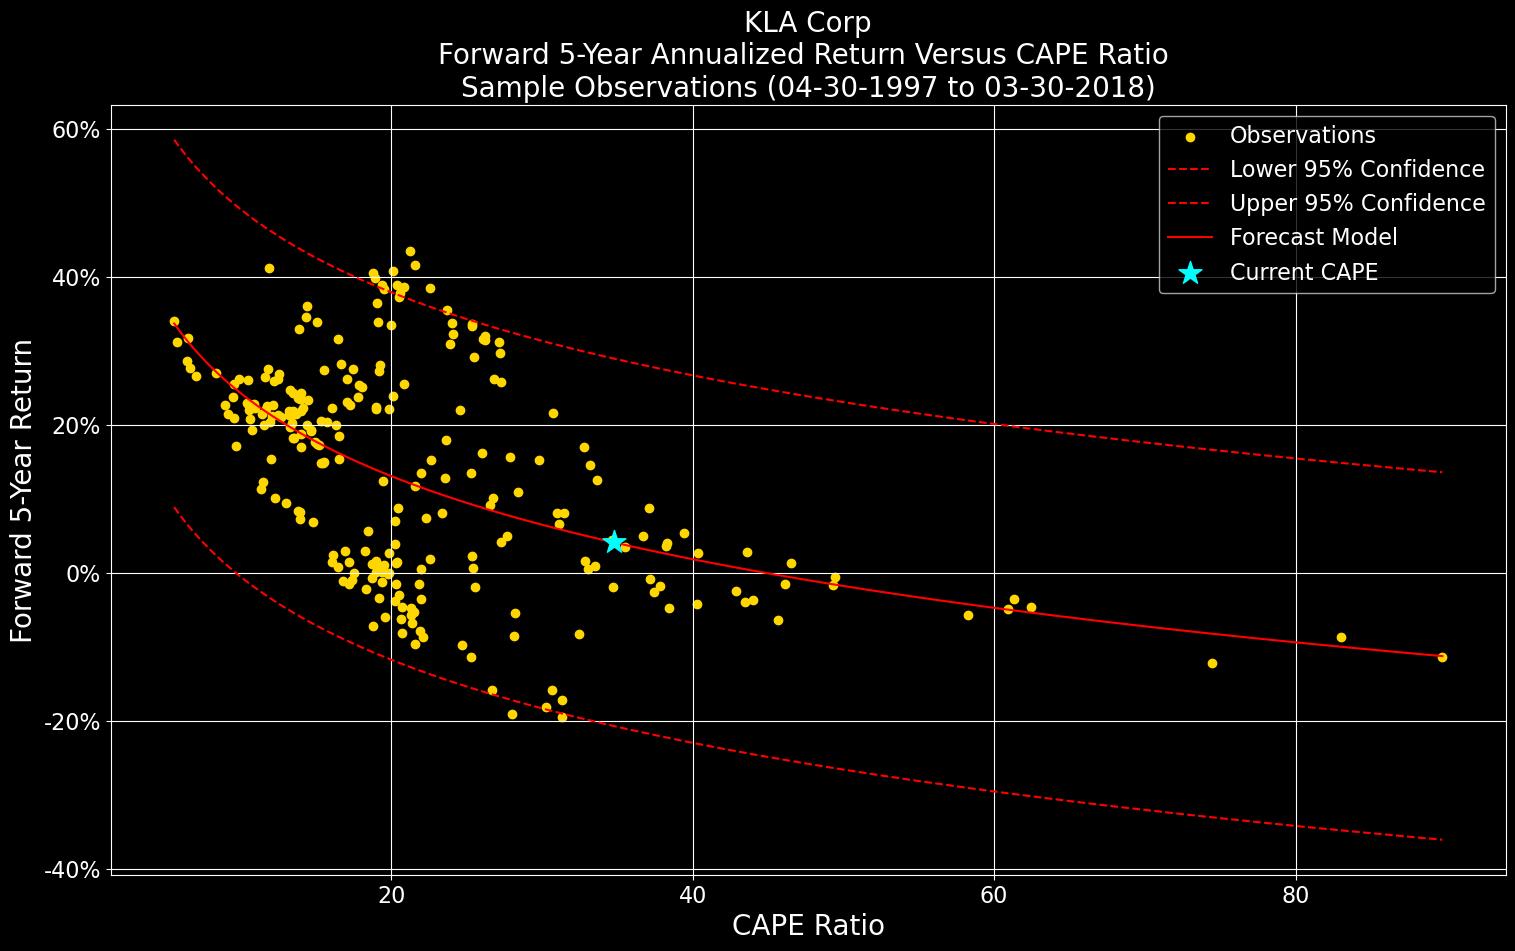 KLA Corp
Forward 5-Year Annualized Return Versus CAPE Ratio
Sample Observations (04-30-1997 to 03-30-2018)
Observations
Lower 95% Confidence
Upper 95% Confidence
Forecast Model
Current CAPE
Forward 5-Year Return
60%
40%
20%
0%
-20%
-40%
20 40 60 80
CAPE Ratio